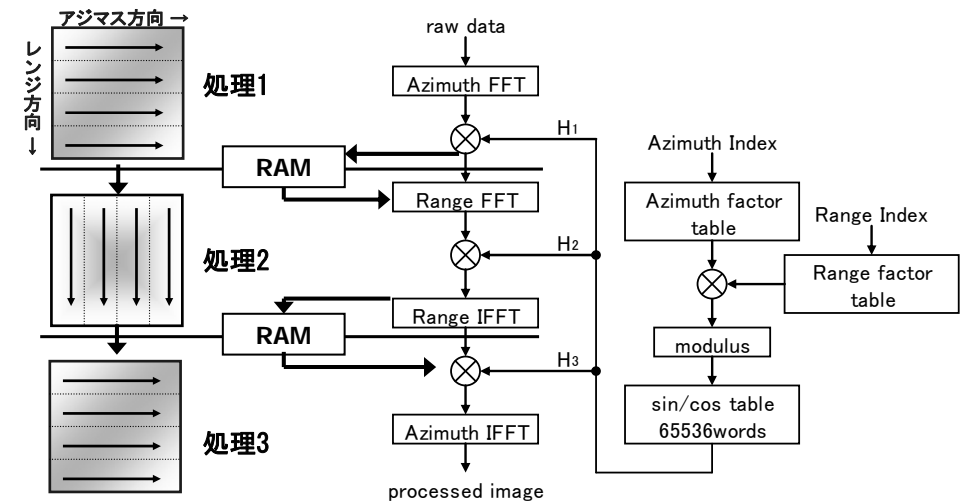 アジマス方向 →
レンジ方向 →
処理1
処理2
処理3
raw data
Azimuth FFT
H1
RAM
Range FFT
H2
Range IFFT
RAM
H3
Azimuth IFFT
processed image
Azimuth Index
Azimuth factor
table
Range Index
Range factor
table
modulus
sin/cos table
65536words